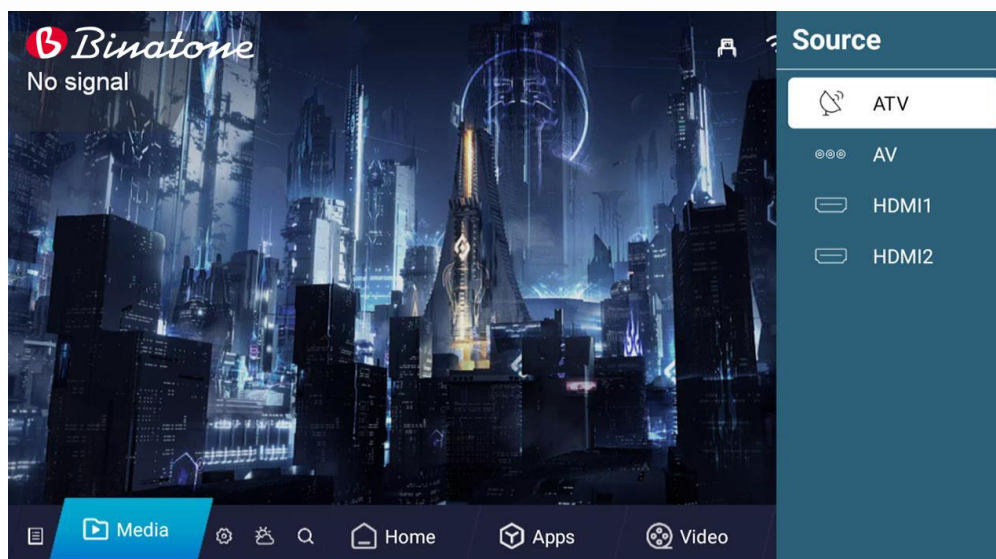 Binatone
No signal
Source
ATV
AV
HDMI1
HDMI2
Media
Home
Apps
Video